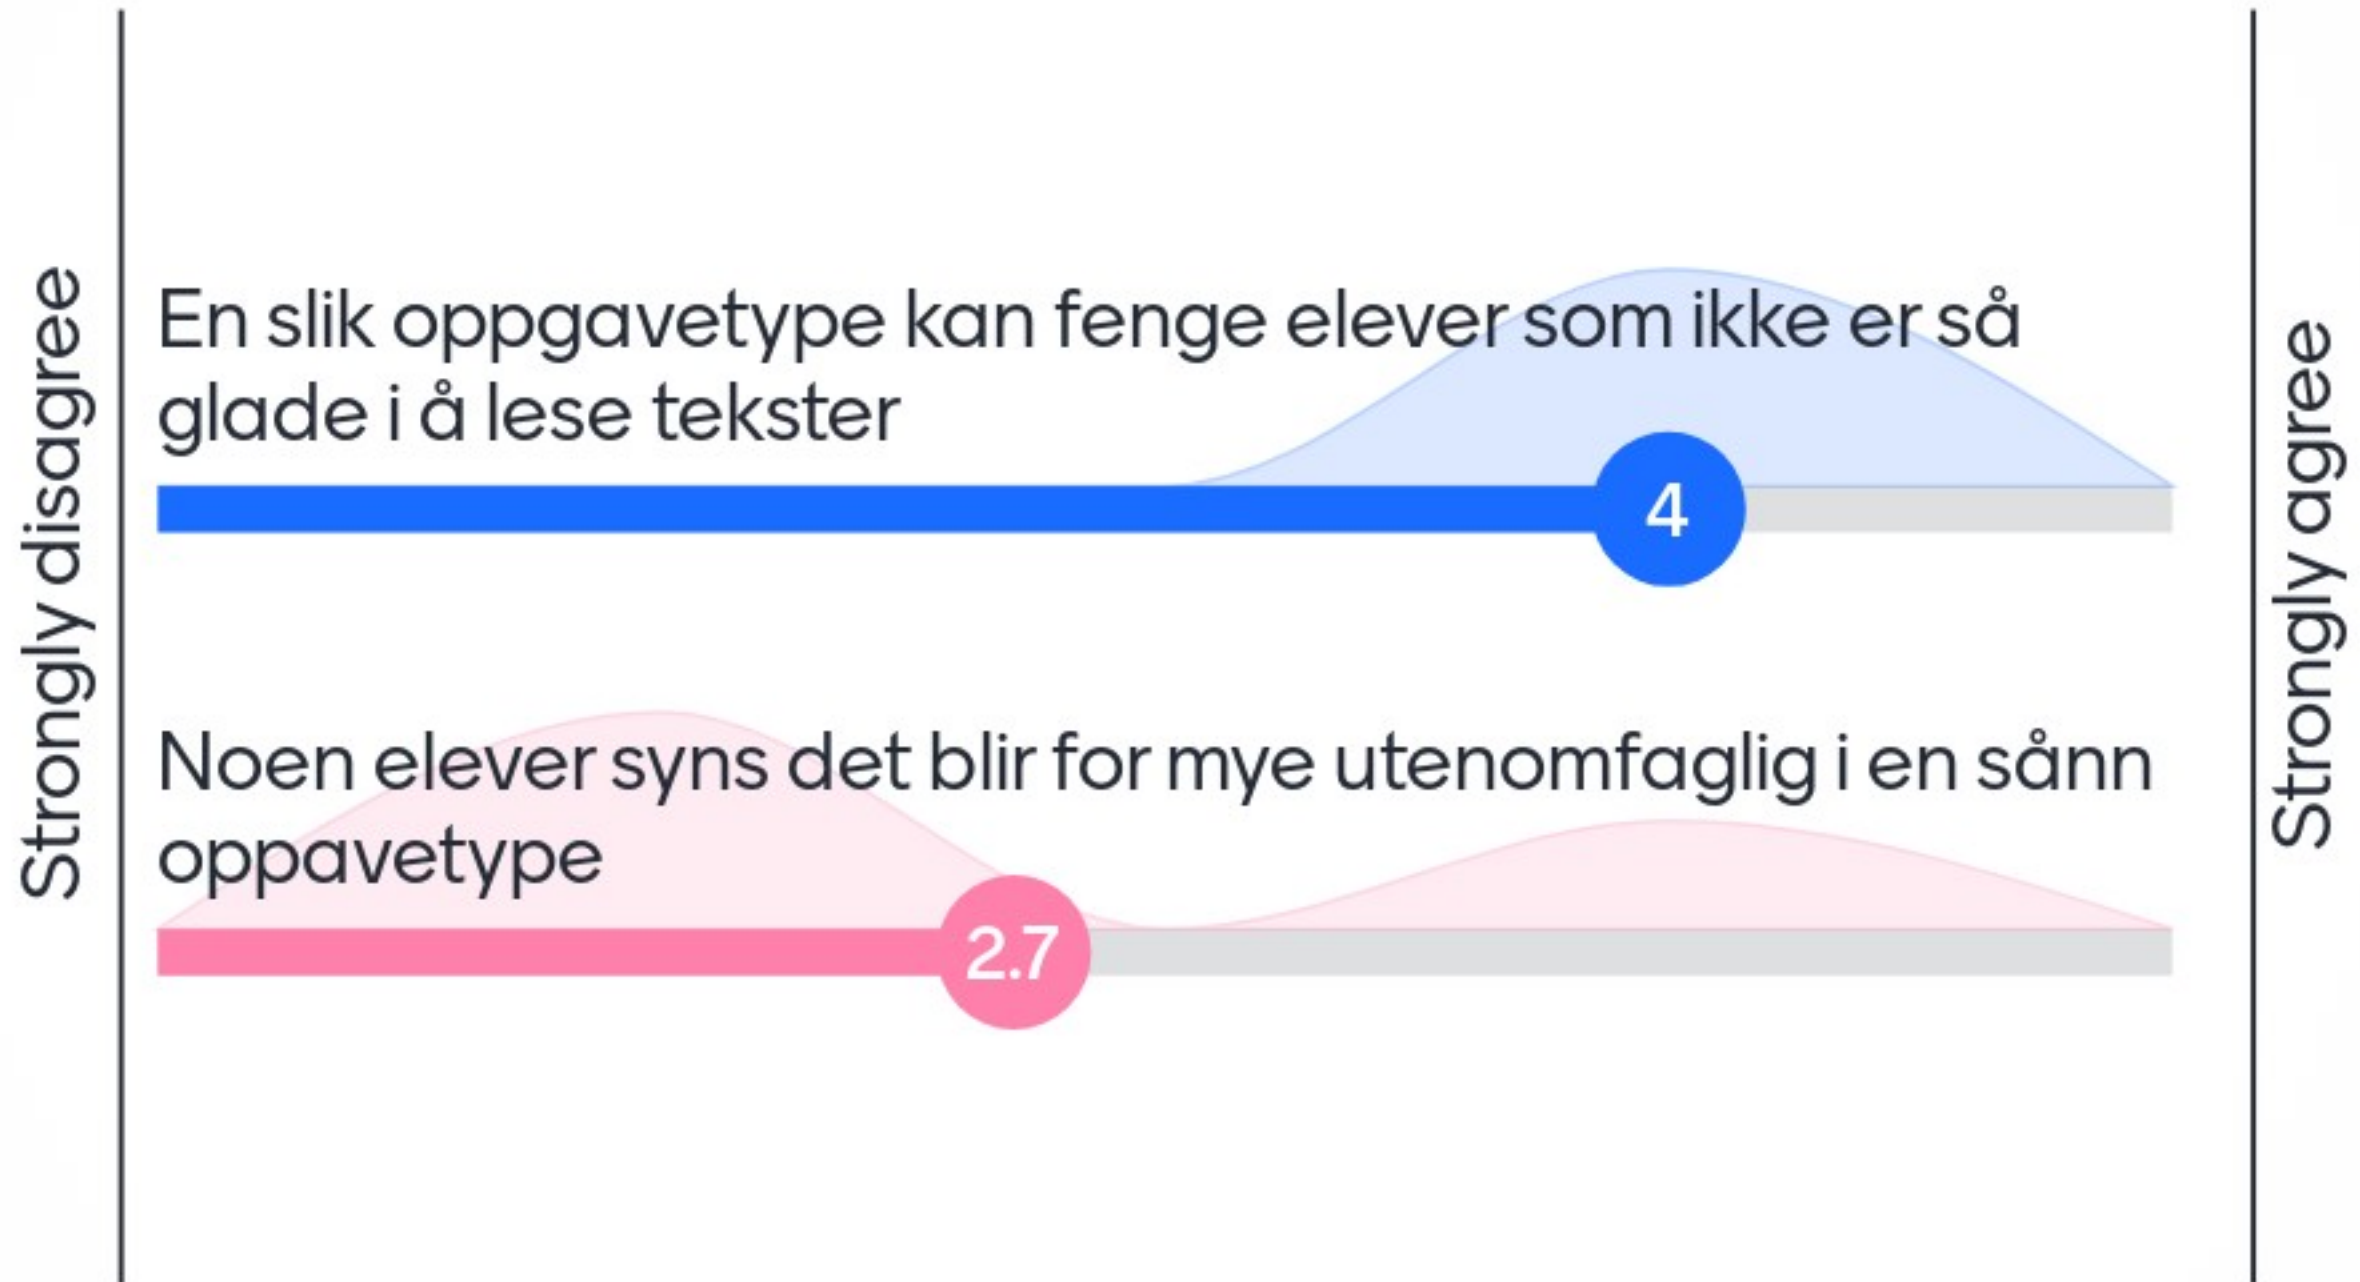 Strongly disagree
En slik oppgavetype kan fenge elever som ikke er så
glade i å lese tekster
4
Noen elever syns det blir for mye utenomfaglig i en sånn
oppavetype
2.7
Strongly agree